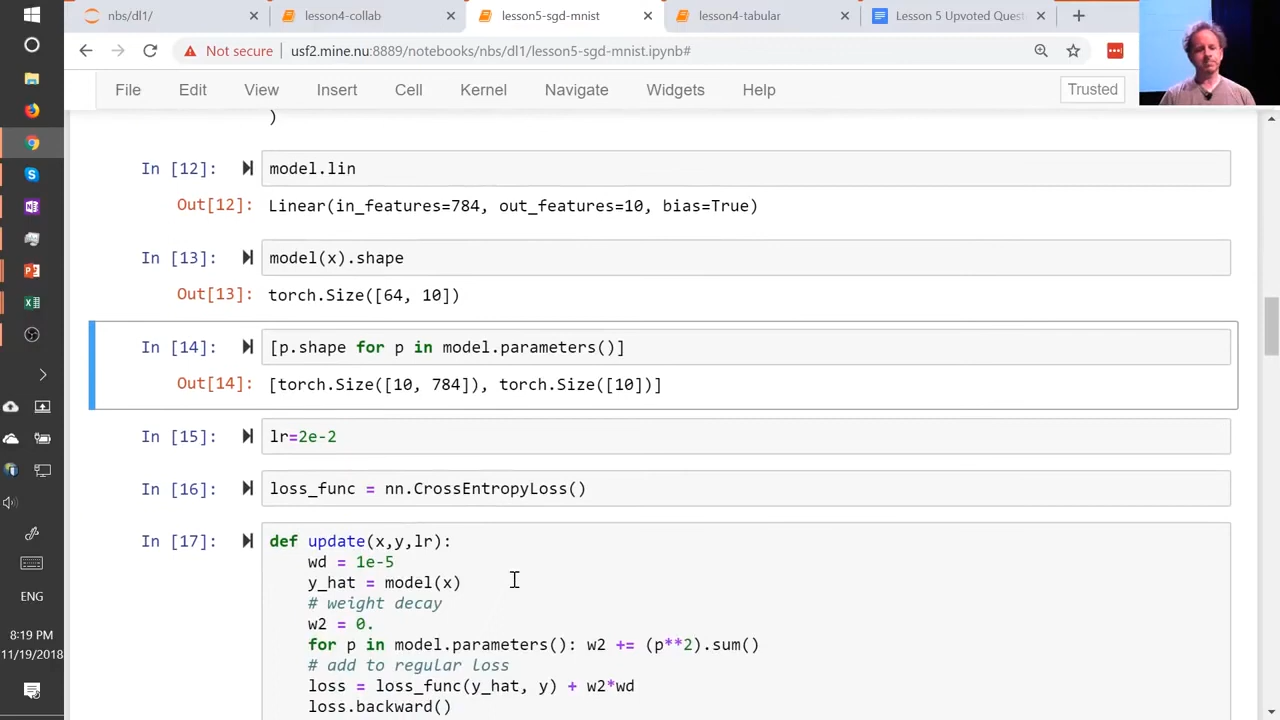 nbs/dl1/
lesson4-collab
lesson5-sgd-mnist
lesson4-tabular
Lesson 5 Upvoted Quest
Not secure
usf2.mine.nu:8889/notebooks/nbs/dl1/lesson5-sgd-mnist.ipynb#
File Edit View Insert Cell Kernel Navigate Widgets Help Trusted
)
In [12]: model.lin
Out[12]: Linear(in_features=784, out_features=10, bias=True)
In [13]: model(x).shape
Out[13]: torch.Size([64, 10])
In [14]: [p.shape for p in model.parameters()]
Out[14]: [torch.Size([10, 784]), torch.Size([10])]
In [15]: lr=2e-2
In [16]: loss_func = nn.CrossEntropyLoss()
In [17]: def update(x,y,lr):
wd = 1e-5
y_hat = model(x)
# weight decay
w2 = 0.
for p in model.parameters(): w2 += (p**2).sum()
# add to regular loss
loss = loss_func(y_hat, y) + w2*wd
loss.backward()
ENG
8:19 PM
11/19/2018